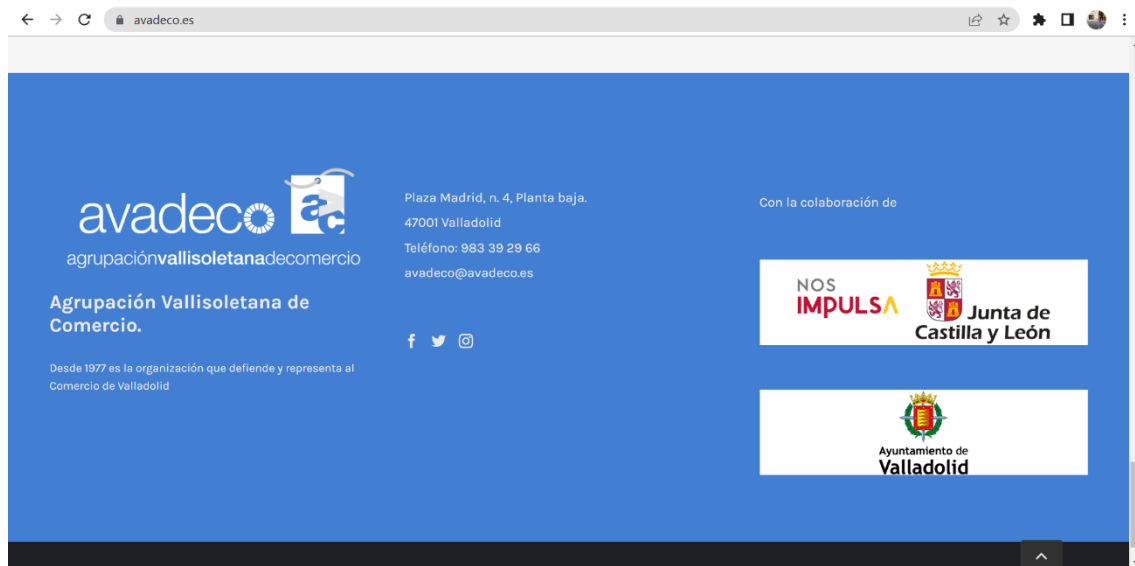 avadeco.es
avadeco
agrupaciónvallisoletanadecomercio
Agrupación Vallisoletana de
Comercio.
Desde 1977 es la organización que defiende y representa al
Comercio de Valladolid
Plaza Madrid, n. 4, Planta baja.
47001 Valladolid
Teléfono: 983 39 29 66
avadeco@avadeco.es
Con la colaboración de
NOS
IMPULSA
Junta de
Castilla y León
Ayuntamiento de
Valladolid